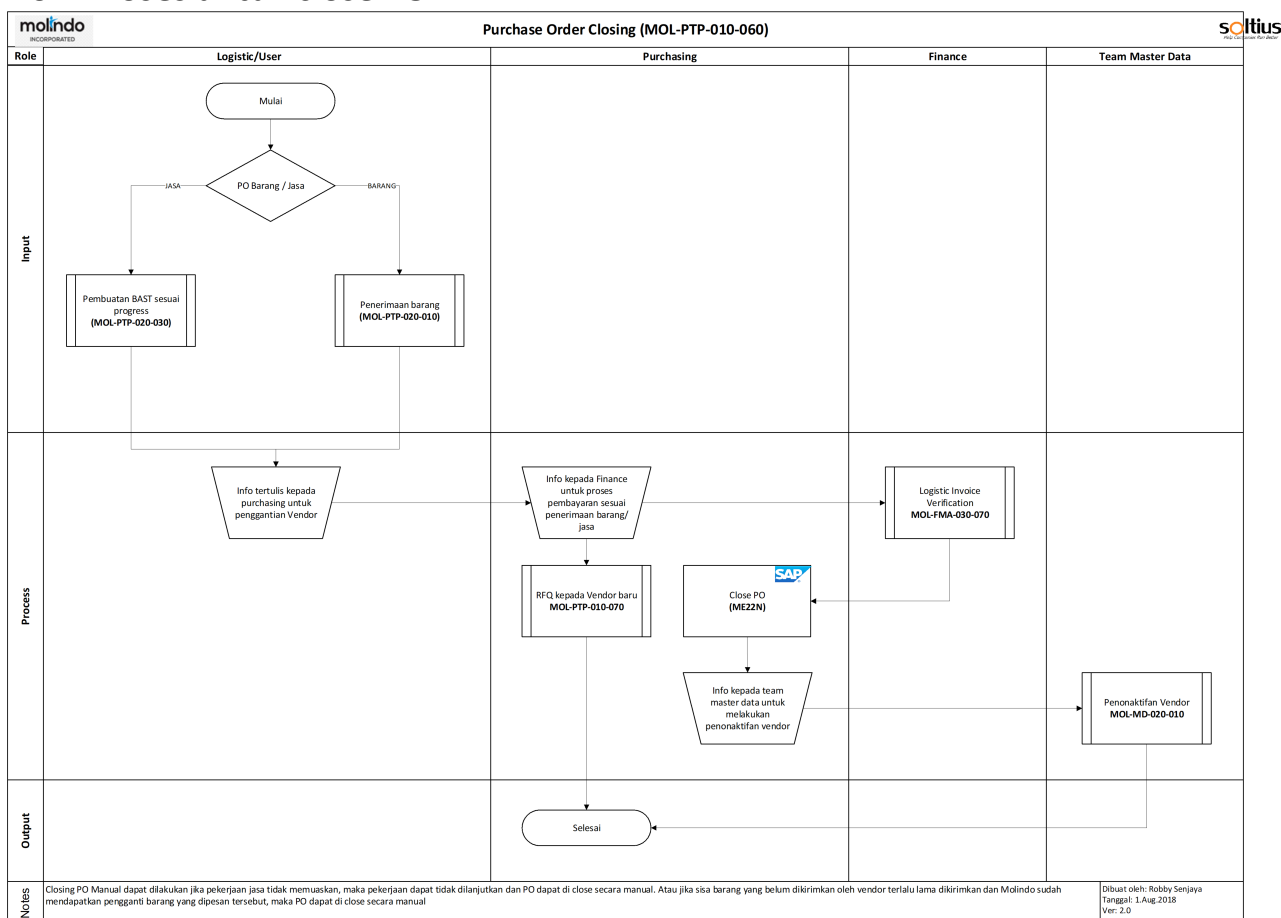 molindo
INCORPORATED
Purchase Order Closing (MOL-PTP-010-060)
soltius
Role
Logistic/User
Purchasing
Finance
Team Master Data
Input
Mulai
PO Barang / Jasa
JASA
BARANG
Pembuatan BAST sesuai
progress
(MOL-PTP-020-030)
Penerimaan barang
(MOL-PTP-020-010)
Process
Info tertulis kepada
purchasing untuk
penggantian Vendor
Info kepada Finance
untuk proses
pembayaran sesuai
penerimaan barang/
jasa
Logistic Invoice
Verification
MOL-FMA-030-070
RFQ kepada Vendor baru
MOL-PTP-010-070
SAP
Close PO
(ME22N)
Info kepada team
master data untuk
melakukan
penonaktifan vendor
Penonaktifan Vendor
MOL-MD-020-010
Output
Selesai
Notes
Closing PO Manual dapat dilakukan jika pekerjaan jasa tidak memuaskan, maka pekerjaan dapat tidak dilanjutkan dan PO dapat di close secara manual. Atau jika sisa barang yang belum dikirimkan oleh vendor terlalu lama dikirimkan dan Molindo sudah
mendapatkan pengganti barang yang dipesan tersebut, maka PO dapat di close secara manual
Dibuat oleh: Robby Senjaya
Tanggal: 1.Aug.2018
Ver: 2.0